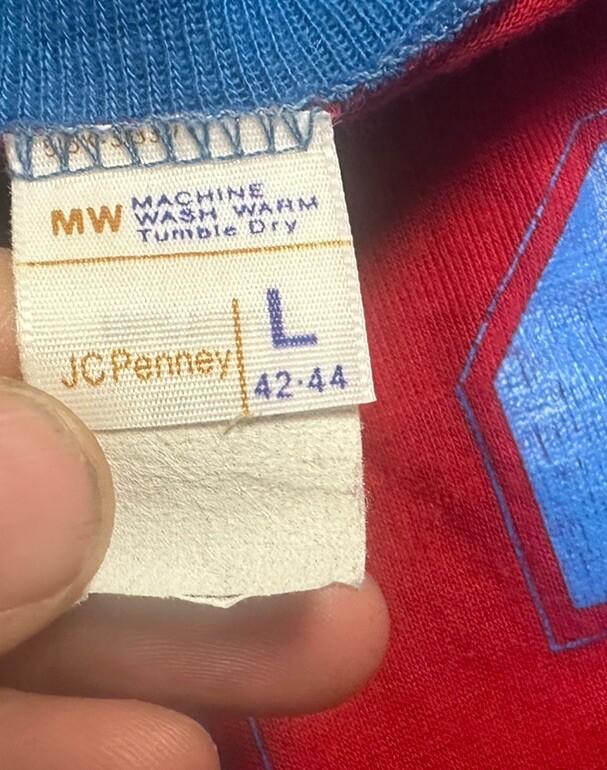 MW MACHINE
WASH WARM
Tumble Dry
L
JCPenney
42·44